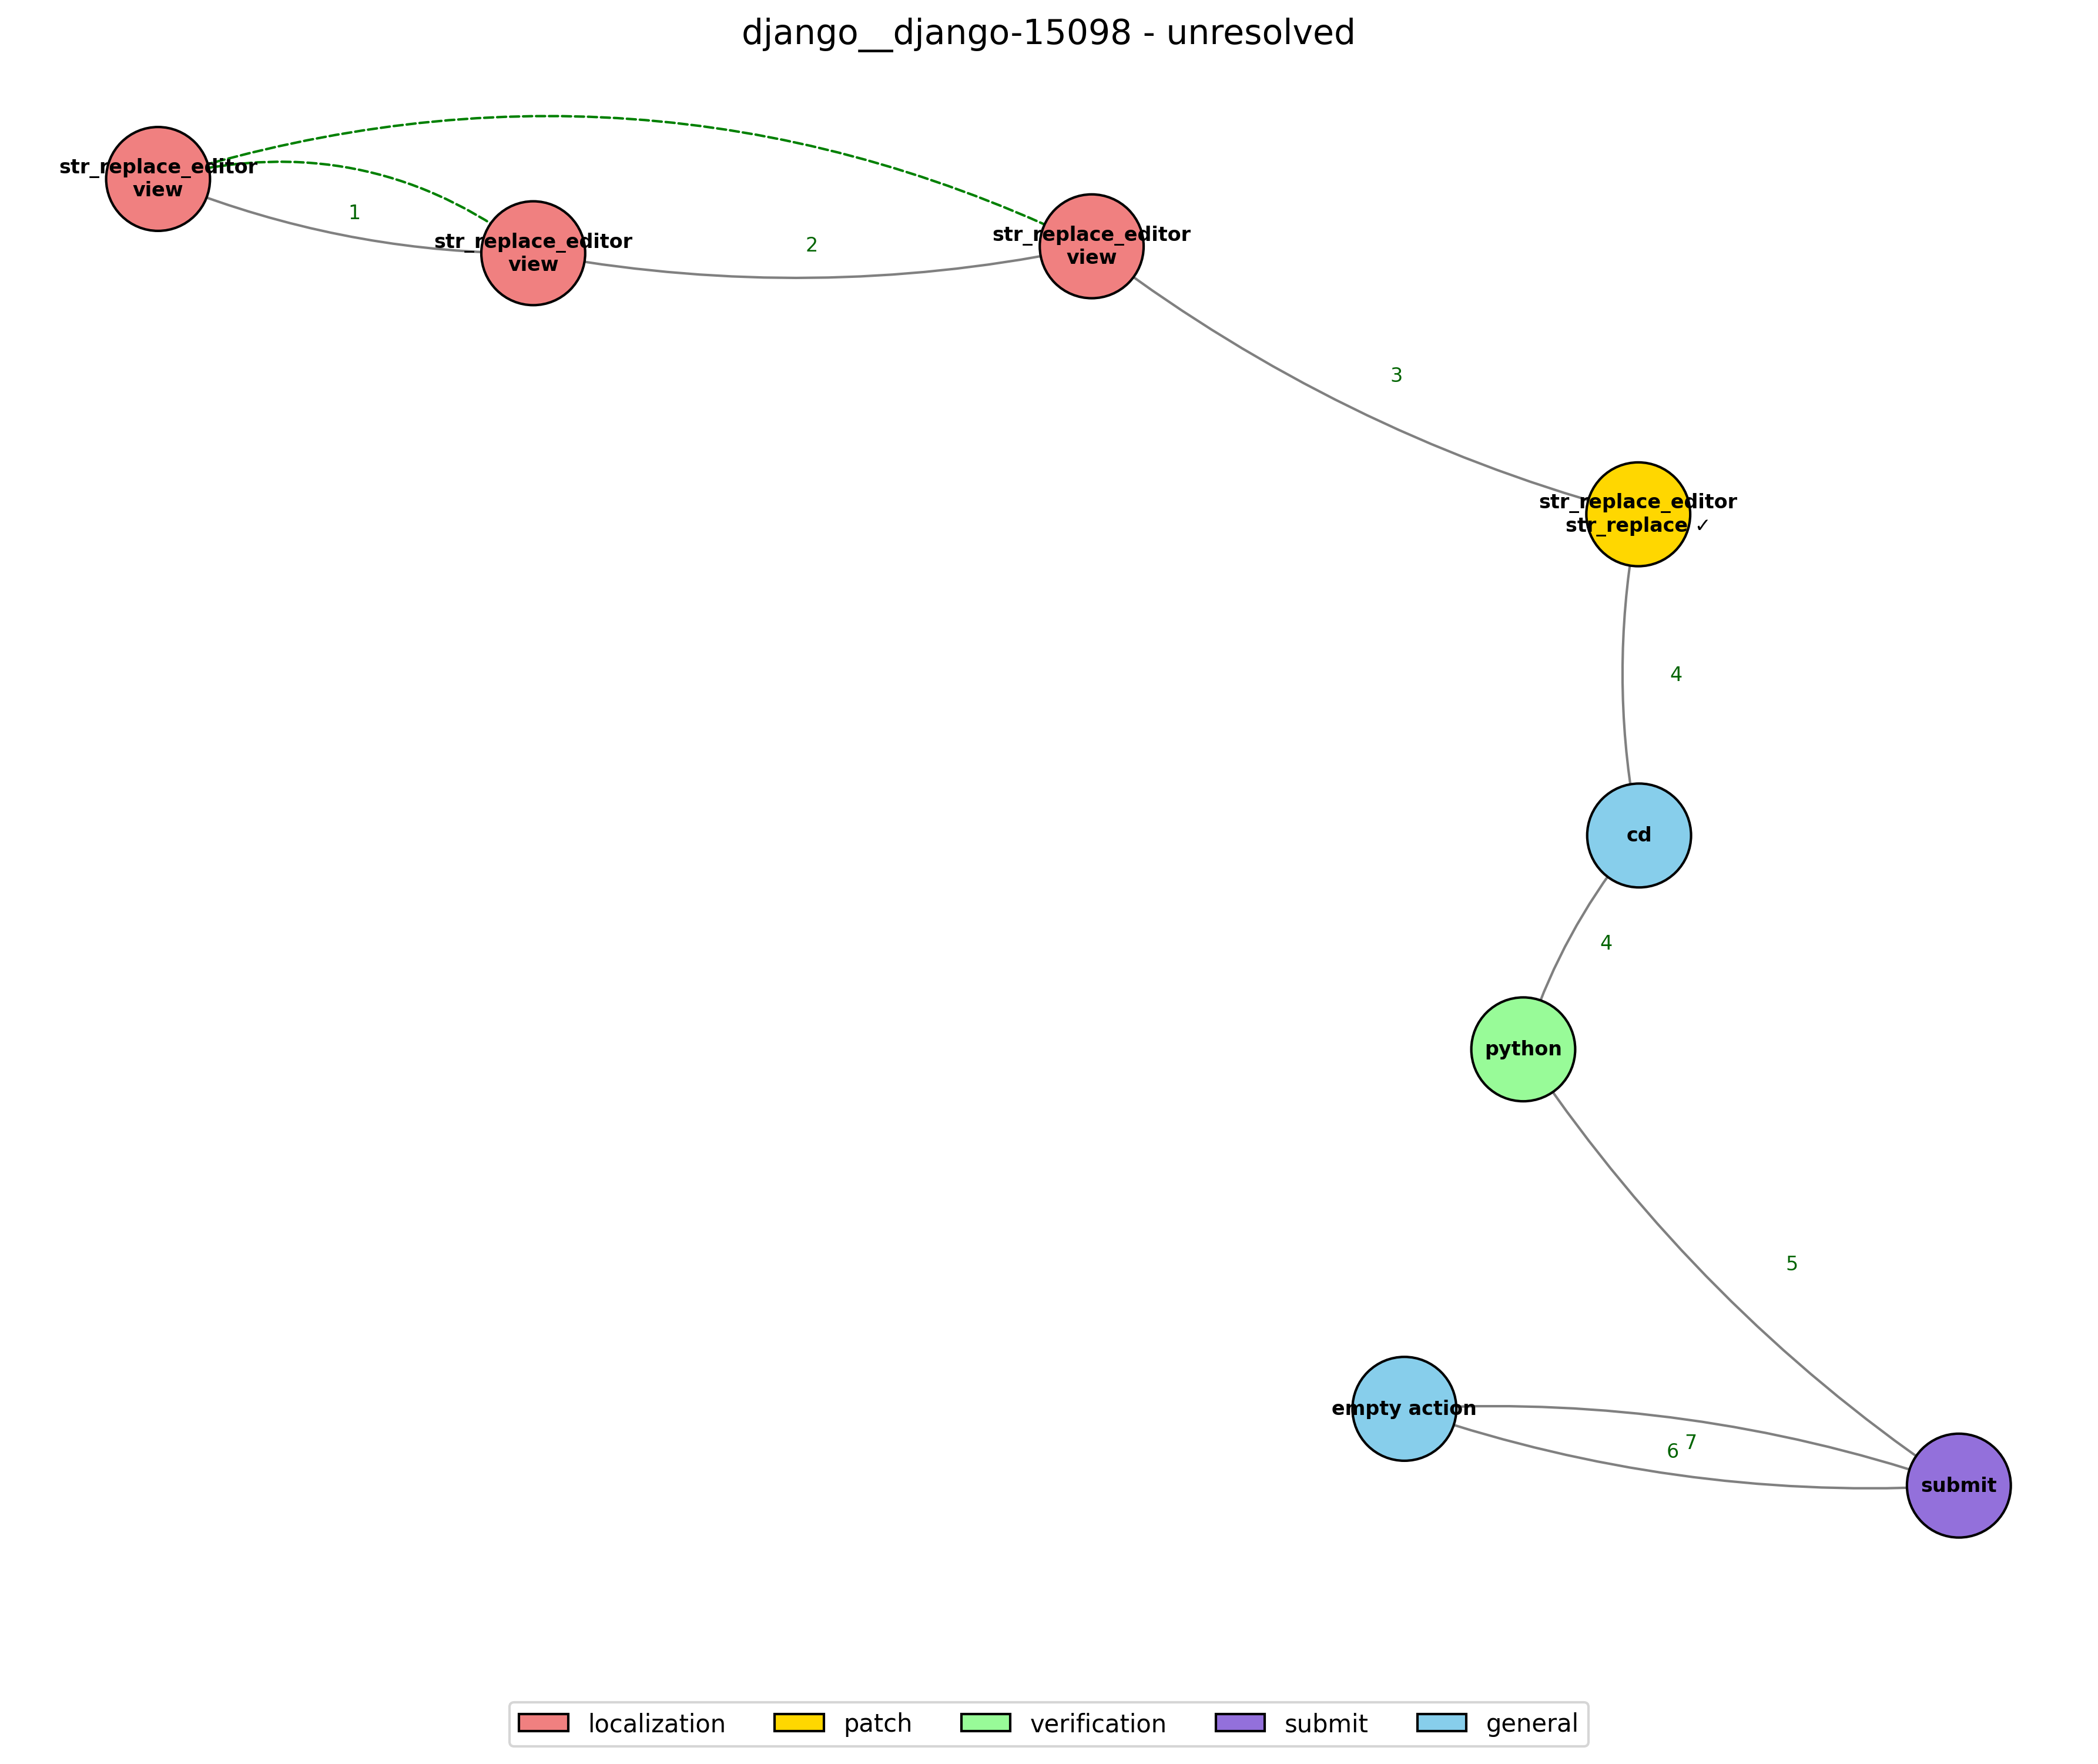 django__django-15098 - unresolved
str_replace_editor
view
1
str_replace_editor
view
2
str_replace_editor
view
3
str_replace_editor
str_replace ✓
4
cd
4
python
5
empty action
6
7
submit
localization
patch
verification
submit
general